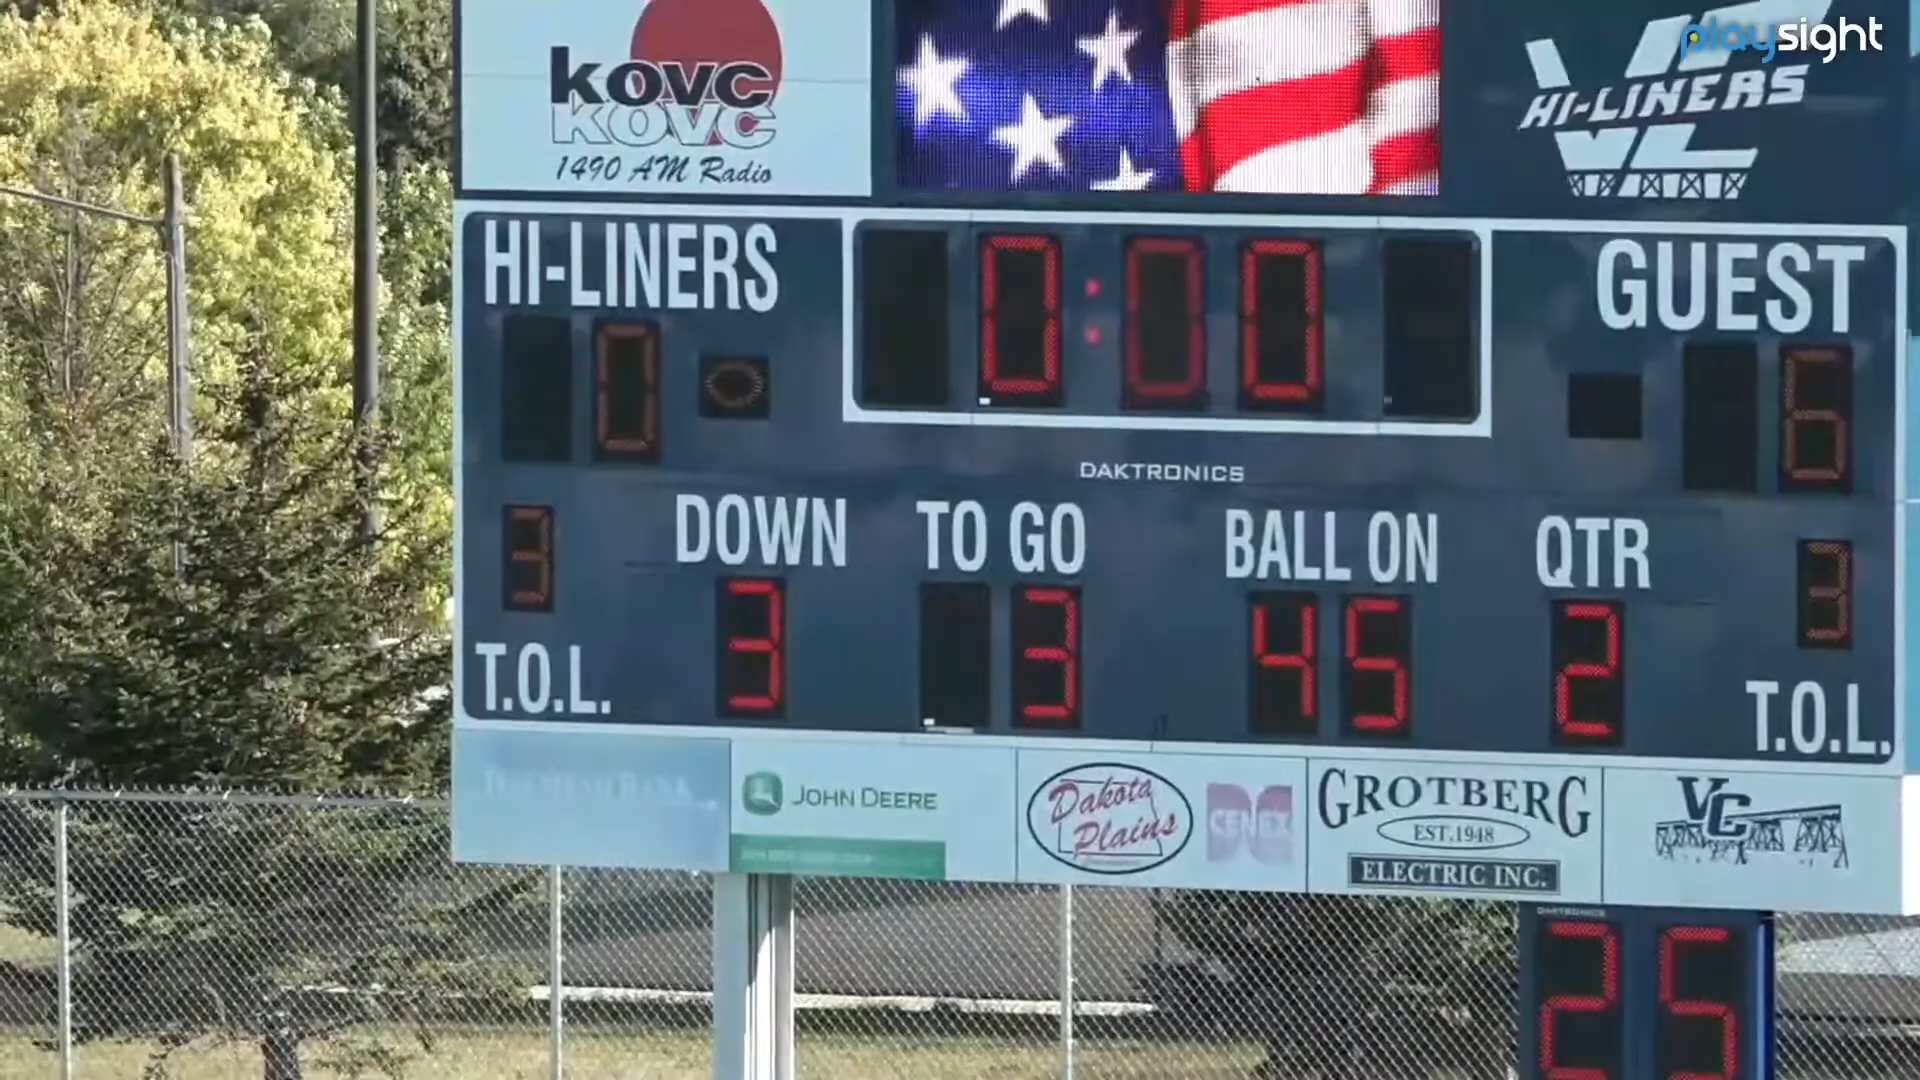 playsight
kovc
KOVC
1490 AM Radio
HI-LINERS
VC
HI-LINERS
0:00
GUEST
0
6
DAKTRONICS
3
DOWN
TO GO
BALL ON
QTR
3
3
3
45
2
T.O.L.
T.O.L.
JOHN DEERE
Dakota
Plains
CENEX
GROTBERG
EST.1948
ELECTRIC INC.
VC
DAKTRONICS
25